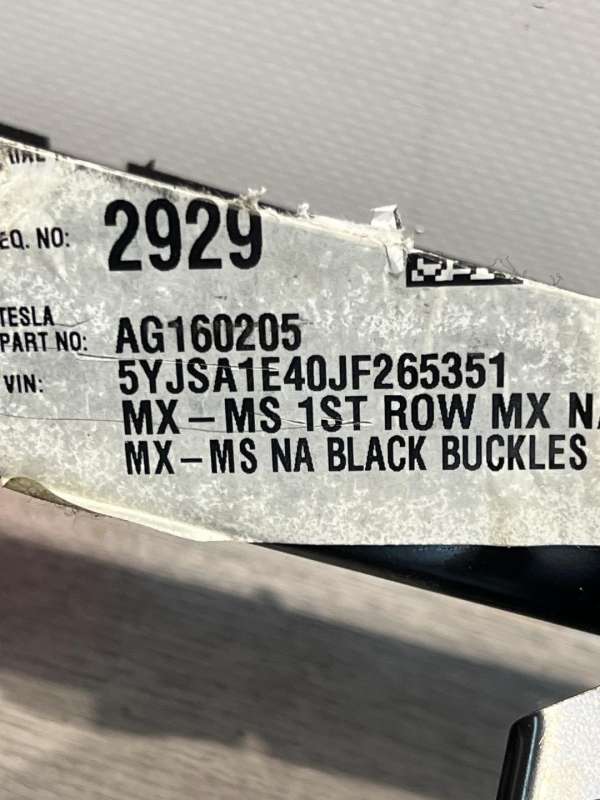 EQ. NO: 2929
TESLA
PART NO: AG160205
VIN: 5YJSA1E40JF265351
MX-MS 1ST ROW MX NA
MX-MS NA BLACK BUCKLES